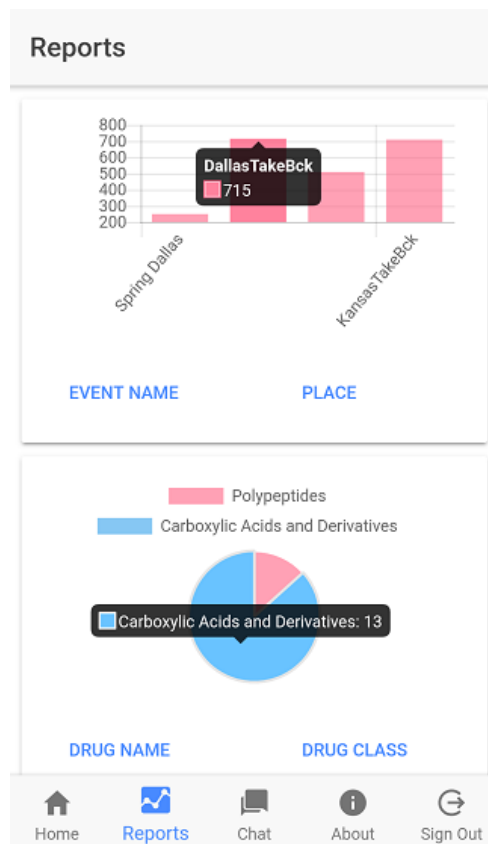 Reports
800
700
600
500
400
300
200
DallasTakeBck
715
Spring Dallas
KansasTakeBck
EVENT NAME PLACE
Polypeptides
Carboxylic Acids and Derivatives
Carboxylic Acids and Derivatives: 13
DRUG NAME DRUG CLASS
Home Reports Chat About Sign Out